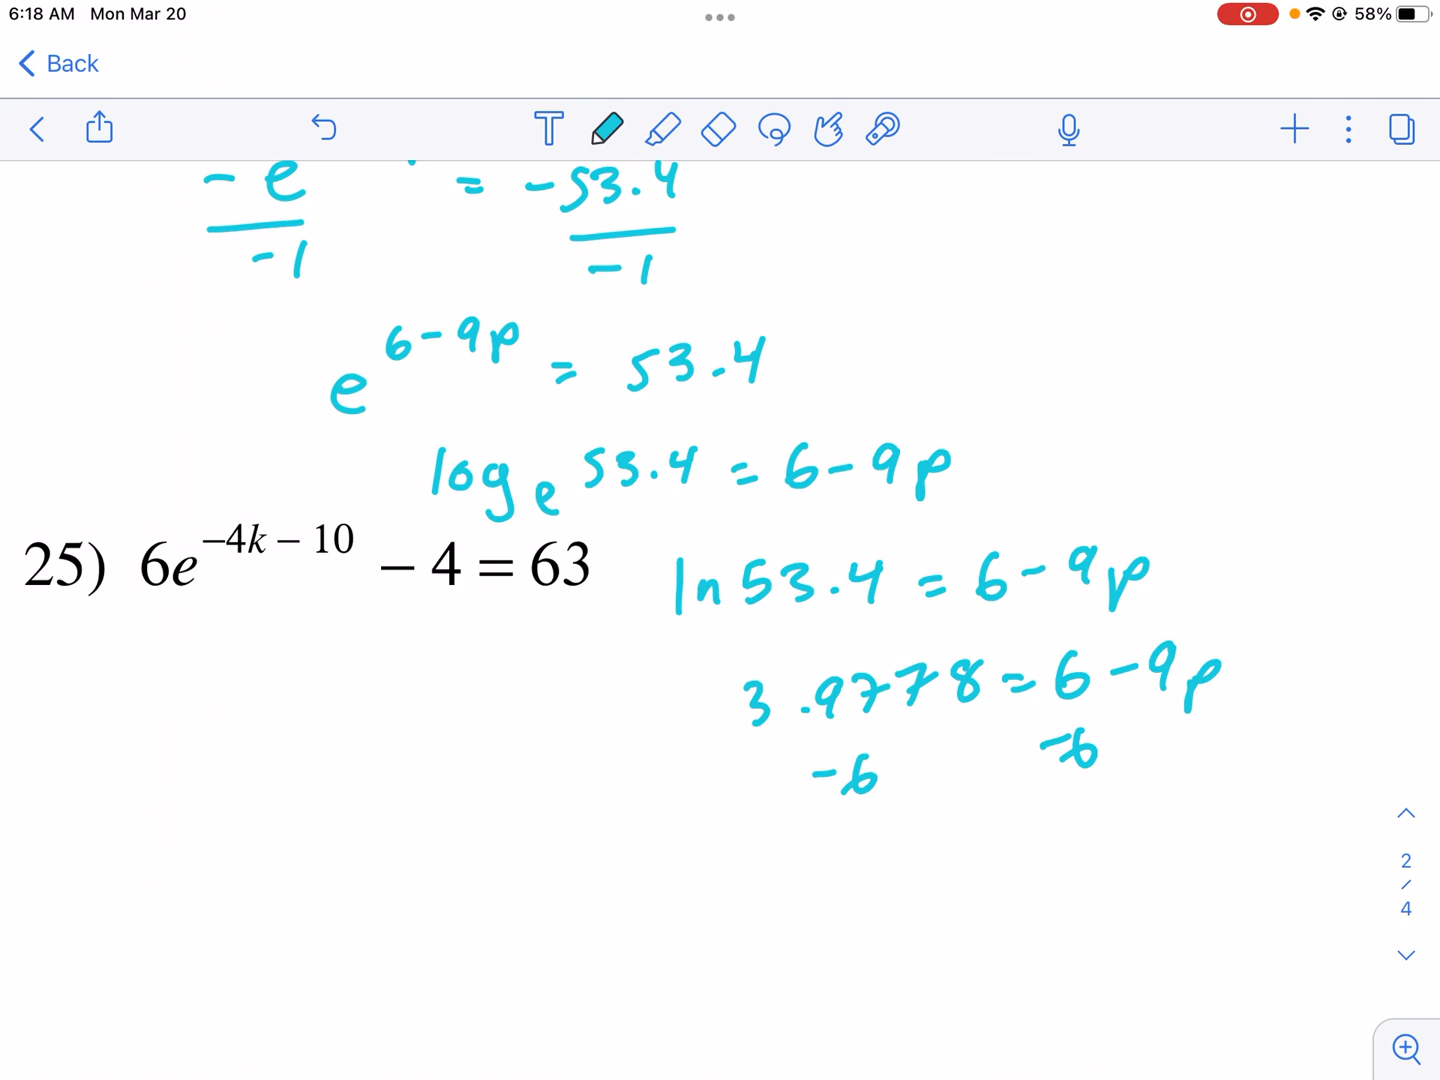 6:18 AM Mon Mar 20
58%
Back
T
- e = -53.4
-1 -1
e^6-9p = 53.4
log_e 53.4 = 6-9p
25) 6e^−4k − 10 − 4 = 63
ln 53.4 = 6-9p
3.9778 = 6-9p
-6 -6
2
/
4